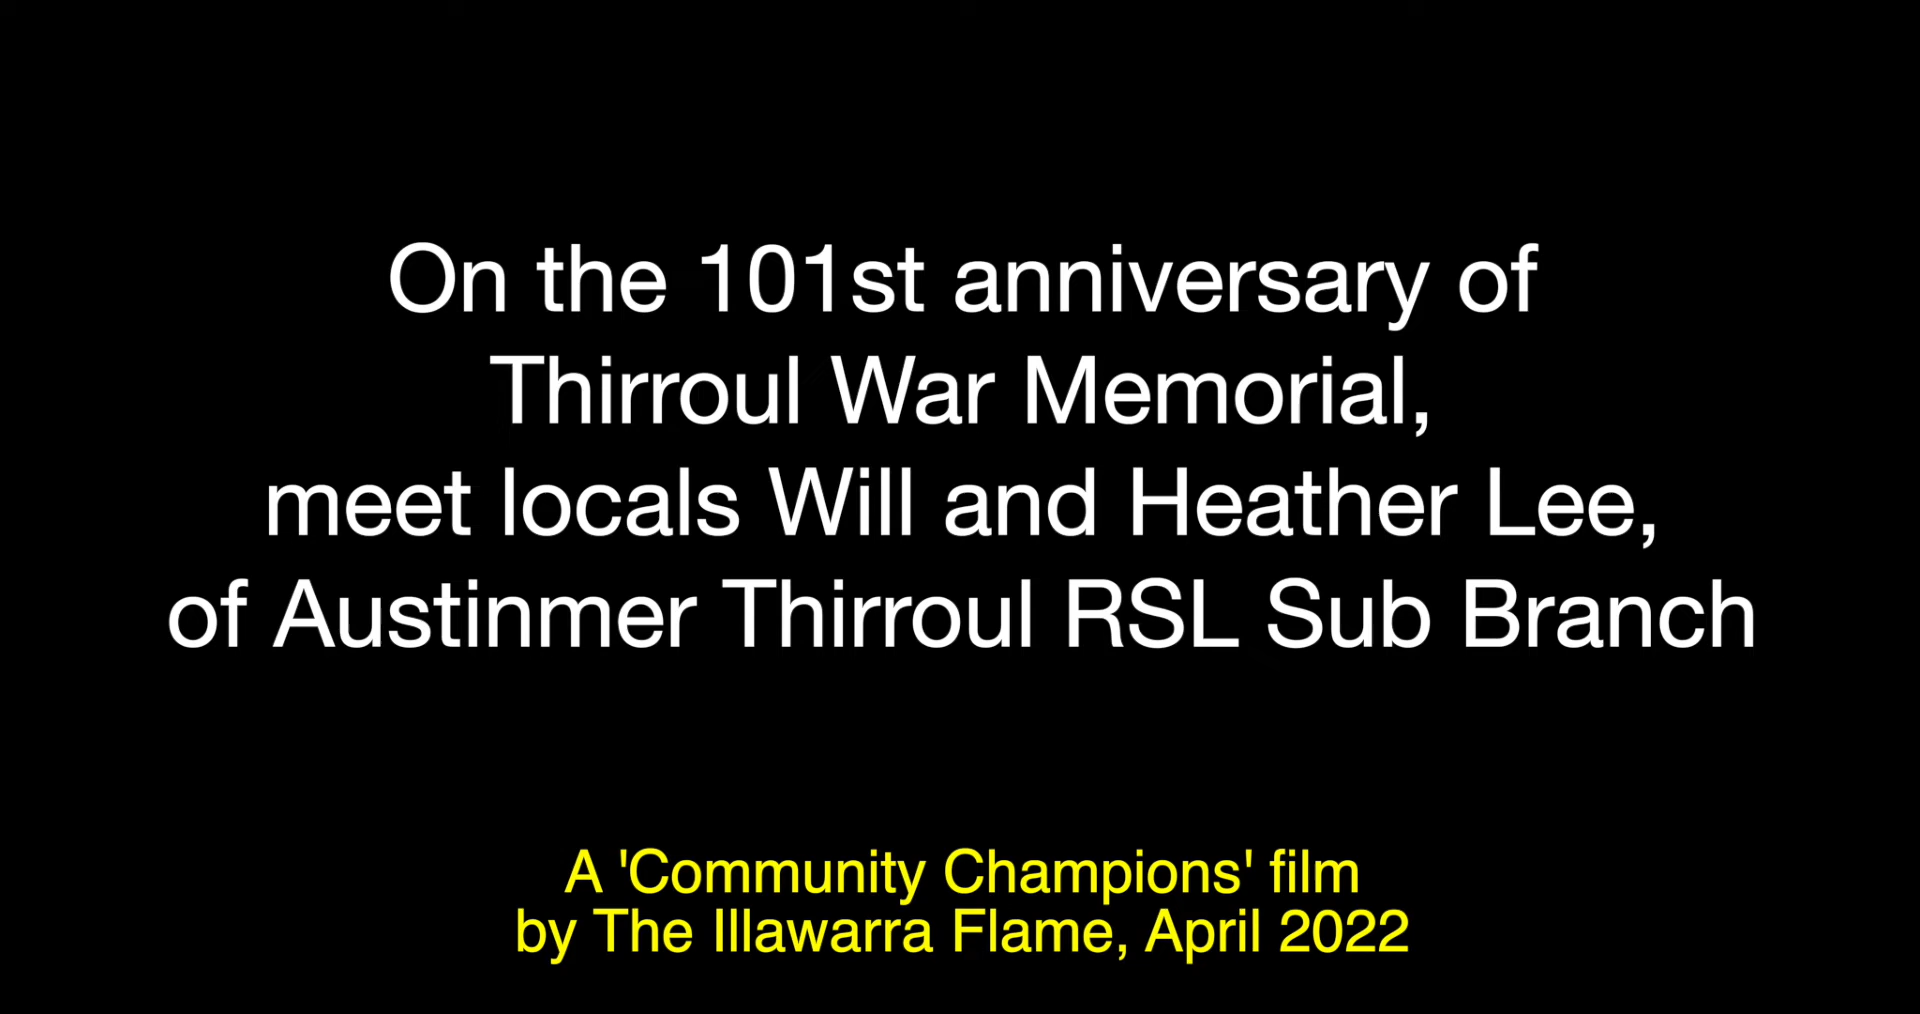 On the 101st anniversary of
Thirroul War Memorial,
meet locals Will and Heather Lee,
of Austinmer Thirroul RSL Sub Branch
A 'Community Champions' film
by The Illawarra Flame, April 2022